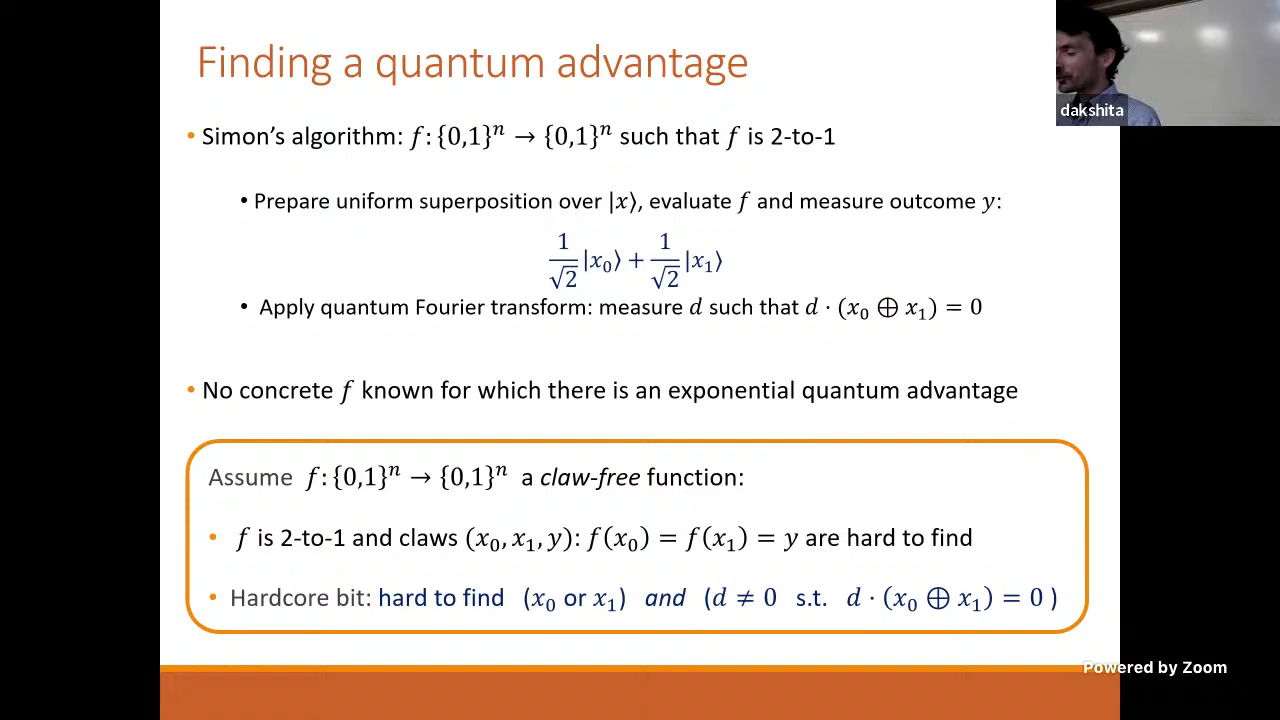 Finding a quantum advantage
dakshita
• Simon's algorithm: f: {0,1}ⁿ → {0,1}ⁿ such that f is 2-to-1
• Prepare uniform superposition over |x⟩, evaluate f and measure outcome y:
1/√2 |x₀⟩ + 1/√2 |x₁⟩
• Apply quantum Fourier transform: measure d such that d · (x₀ ⊕ x₁) = 0
• No concrete f known for which there is an exponential quantum advantage
Assume f: {0,1}ⁿ → {0,1}ⁿ a claw-free function:
• f is 2-to-1 and claws (x₀, x₁, y): f(x₀) = f(x₁) = y are hard to find
• Hardcore bit: hard to find (x₀ or x₁) and (d ≠ 0 s.t. d · (x₀ ⊕ x₁) = 0 )
Powered by Zoom